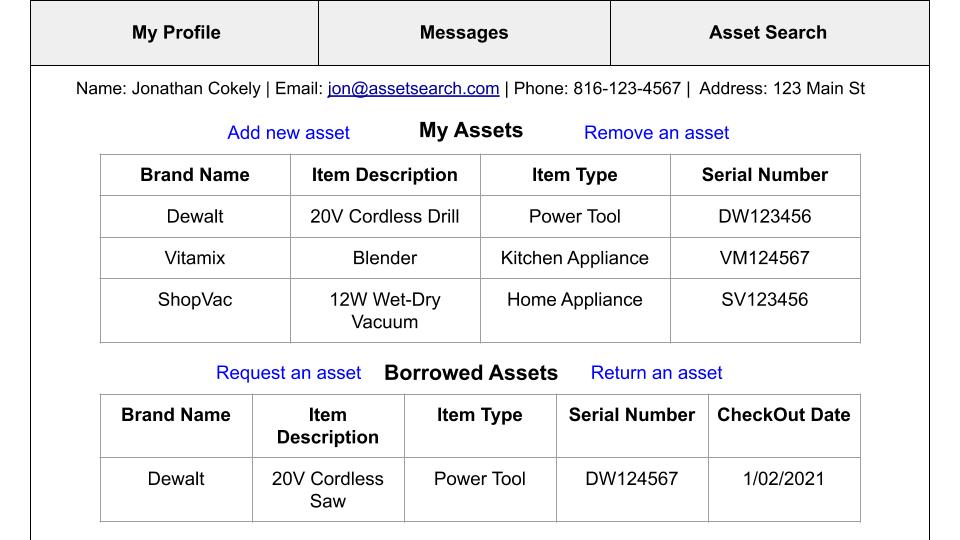 My Profile Messages Asset Search
Name: Jonathan Cokely | Email: jon@assetsearch.com | Phone: 816-123-4567 | Address: 123 Main St
Add new asset My Assets Remove an asset
Brand Name Item Description Item Type Serial Number
Dewalt 20V Cordless Drill Power Tool DW123456
Vitamix Blender Kitchen Appliance VM124567
ShopVac 12W Wet-Dry Home Appliance SV123456
Vacuum
Request an asset Borrowed Assets Return an asset
Brand Name Item Item Type Serial Number CheckOut Date
Description
Dewalt 20V Cordless Power Tool DW124567 1/02/2021
Saw